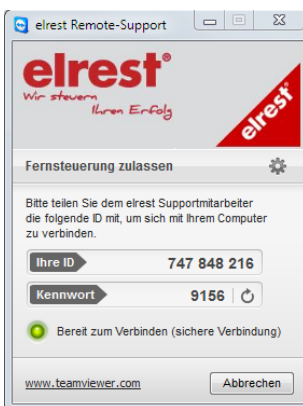 elrest Remote-Support
elrest®
Wir steuern
Ihren Erfolg
elrest®
Fernsteuerung zulassen
Bitte teilen Sie dem elrest Supportmitarbeiter
die folgende ID mit, um sich mit Ihrem Computer
zu verbinden.
Ihre ID 747 848 216
Kennwort 9156
Bereit zum Verbinden (sichere Verbindung)
www.teamviewer.com Abbrechen